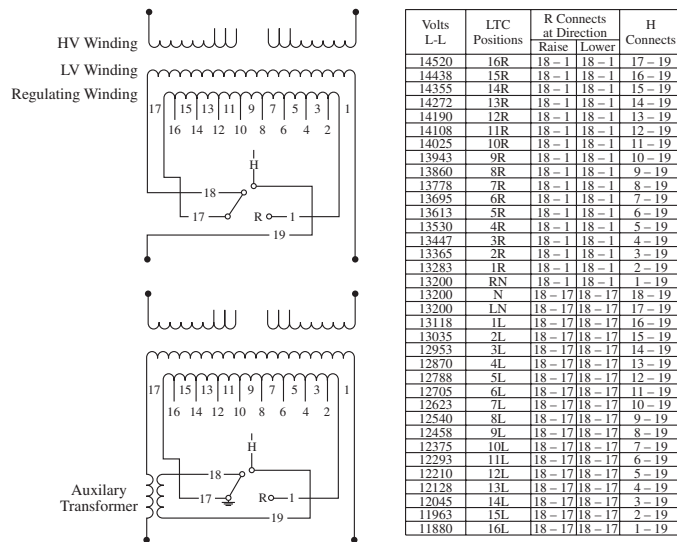 HV Winding
LV Winding
Regulating Winding
17 15 13 11 9 7 5 3 1
16 14 12 10 8 6 4 2
H
18
17 R 1
19
17 15 13 11 9 7 5 3 1
16 14 12 10 8 6 4 2
H
18
17 R 1
19
Auxilary
Transformer
Volts L-L LTC Positions R Connects at Direction H Connects
Raise Lower
14520 16R 18 – 1 18 – 1 17 – 19
14438 15R 18 – 1 18 – 1 16 – 19
14355 14R 18 – 1 18 – 1 15 – 19
14272 13R 18 – 1 18 – 1 14 – 19
14190 12R 18 – 1 18 – 1 13 – 19
14108 11R 18 – 1 18 – 1 12 – 19
14025 10R 18 – 1 18 – 1 11 – 19
13943 9R 18 – 1 18 – 1 10 – 19
13860 8R 18 – 1 18 – 1 9 – 19
13778 7R 18 – 1 18 – 1 8 – 19
13695 6R 18 – 1 18 – 1 7 – 19
13613 5R 18 – 1 18 – 1 6 – 19
13530 4R 18 – 1 18 – 1 5 – 19
13447 3R 18 – 1 18 – 1 4 – 19
13365 2R 18 – 1 18 – 1 3 – 19
13283 1R 18 – 1 18 – 1 2 – 19
13200 RN 18 – 1 18 – 1 1 – 19
13200 N 18 – 17 18 – 17 18 – 19
13200 LN 18 – 17 18 – 17 17 – 19
13118 1L 18 – 17 18 – 17 16 – 19
13035 2L 18 – 17 18 – 17 15 – 19
12953 3L 18 – 17 18 – 17 14 – 19
12870 4L 18 – 17 18 – 17 13 – 19
12788 5L 18 – 17 18 – 17 12 – 19
12705 6L 18 – 17 18 – 17 11 – 19
12623 7L 18 – 17 18 – 17 10 – 19
12540 8L 18 – 17 18 – 17 9 – 19
12458 9L 18 – 17 18 – 17 8 – 19
12375 10L 18 – 17 18 – 17 7 – 19
12293 11L 18 – 17 18 – 17 6 – 19
12210 12L 18 – 17 18 – 17 5 – 19
12128 13L 18 – 17 18 – 17 4 – 19
12045 14L 18 – 17 18 – 17 3 – 19
11963 15L 18 – 17 18 – 17 2 – 19
11880 16L 18 – 17 18 – 17 1 – 19